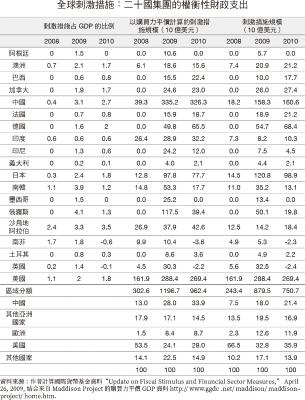 全球刺激措施：二十國集團的權衡性財政支出
刺激措施占 GDP 的比例 以購買力平價計算的刺激措施規模（10 億美元） 刺激措施規模（10 億美元）
2008 2009 2010 2008 2009 2010 2008 2009 2010
阿根廷 0 1.5 0 0.0 10.6 0.0 0.0 5.7 0.0
澳洲 0.7 2.1 1.7 6.1 18.6 15.6 7.4 20.9 21.2
巴西 0 0.6 0.8 0.0 15.5 22.4 0.0 10.0 17.7
加拿大 0 1.9 1.7 0.0 24.6 23.0 0.0 26.0 27.4
中國 0.4 3.1 2.7 39.3 335.2 326.3 18.2 158.3 160.6
法國 0 0.7 0.8 0.0 15.9 18.7 0.0 18.9 21.2
德國 0 1.6 2 0.0 49.8 65.5 0.0 54.7 68.4
印度 0.6 0.6 0.6 26.4 28.9 32.2 7.3 8.2 10.3
印尼 0 1.3 0.6 0.0 24.2 12.0 0.0 7.5 4.5
義大利 0 0.2 0.1 0.0 4.0 2.1 0.0 4.4 2.1
日本 0.3 2.4 1.8 12.8 97.8 77.7 14.5 120.8 98.9
南韓 1.1 3.9 1.2 14.8 53.3 17.7 11.0 35.2 13.1
墨西哥 0 1.5 0 0.0 25.2 0.0 0.0 13.4 0.0
俄羅斯 0 4.1 1.3 0.0 117.5 39.4 0.0 50.1 19.8
沙烏地阿拉伯 2.4 3.3 3.5 26.9 37.9 42.6 12.5 14.2 18.4
南非 1.7 1.8 -0.6 9.9 10.4 -3.6 4.9 5.3 -2.3
土耳其 0 0.8 0.3 0.0 8.6 3.6 0.0 4.9 2.2
英國 0.2 1.4 -0.1 4.5 30.3 -2.2 5.6 32.5 -2.4
美國 1.1 2 1.8 161.9 288.4 269.4 161.9 288.4 269.4
區域分額 302.6 1196.7 962.4 243.4 879.5 750.7
中國 13.0 28.0 33.9 7.5 18.0 21.4
其他亞洲國家 17.9 17.1 14.5 13.5 19.5 16.9
歐洲 1.5 8.4 8.7 2.3 12.6 11.9
美國 53.5 24.1 28.0 66.5 32.8 35.9
其他國家 14.1 22.5 14.9 10.2 17.1 13.9
100 100 100 100 100 100
資料來源：作者計算國際貨幣基金資料“Update on Fiscal Stimulus and Financial Sector Measures,” April
26, 2009, 結合來自 Maddison Project 的購買力平價 GDP 資料 http://www.ggdc .net/ maddison/ maddison-
project/ home.htm.